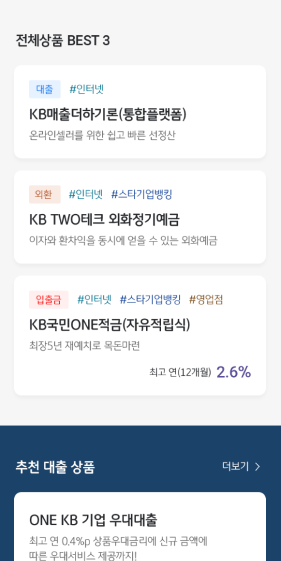 전체상품 BEST 3
대출 #인터넷
KB매출더하기론(통합플랫폼)
온라인셀러를 위한 쉽고 빠른 선정산
외환 #인터넷 #스타기업뱅킹
KB TWO테크 외화정기예금
이자와 환차익을 동시에 얻을 수 있는 외화예금
입출금 #인터넷 #스타기업뱅킹 #영업점
KB국민ONE적금(자유적립식)
최장5년 재예치로 목돈마련
최고 연(12개월) 2.6%
추천 대출 상품
더보기 >
ONE KB 기업 우대대출
최고 연 0.4%p 상품우대금리에 신규 금액에
따른 우대서비스 제공까지!